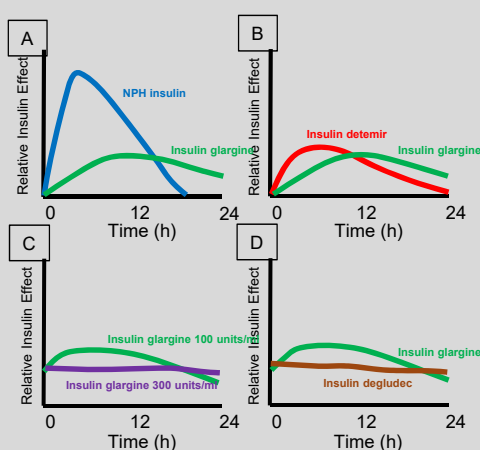 A
Relative Insulin Effect
NPH insulin
Insulin glargine
0
12
24
Time (h)
B
Relative Insulin Effect
Insulin detemir
Insulin glargine
0
12
24
Time (h)
C
Relative Insulin Effect
Insulin glargine 100 units/ml
Insulin glargine 300 units/ml
0
12
24
Time (h)
D
Relative Insulin Effect
Insulin glargine
Insulin degludec
0
12
24
Time (h)